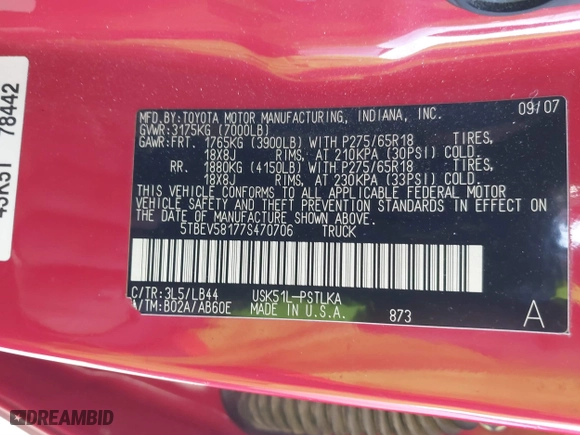 MFD.BY:TOYOTA MOTOR MANUFACTURING, INDIANA, INC. 09/07
GVWR:3175KG (7000LB)
GAWR:FRT. 1765KG (3900LB) WITH P275/65R18 TIRES,
18X8J RIMS, AT 210KPA (30PSI) COLD.
RR. 1880KG (4150LB) WITH P275/65R18 TIRES,
18X8J RIMS, AT 230KPA (33PSI) COLD.
THIS VEHICLE CONFORMS TO ALL APPLICABLE FEDERAL MOTOR
VEHICLE SAFETY AND THEFT PREVENTION STANDARDS IN EFFECT ON
THE DATE OF MANUFACTURE SHOWN ABOVE.
5TBEV58177S470706 TRUCK
C/TR:3L5/LB44 USK51L-PSTLKA
A/TM:B02A/AB60E MADE IN U.S.A. 873 A
78442
DREAMBID